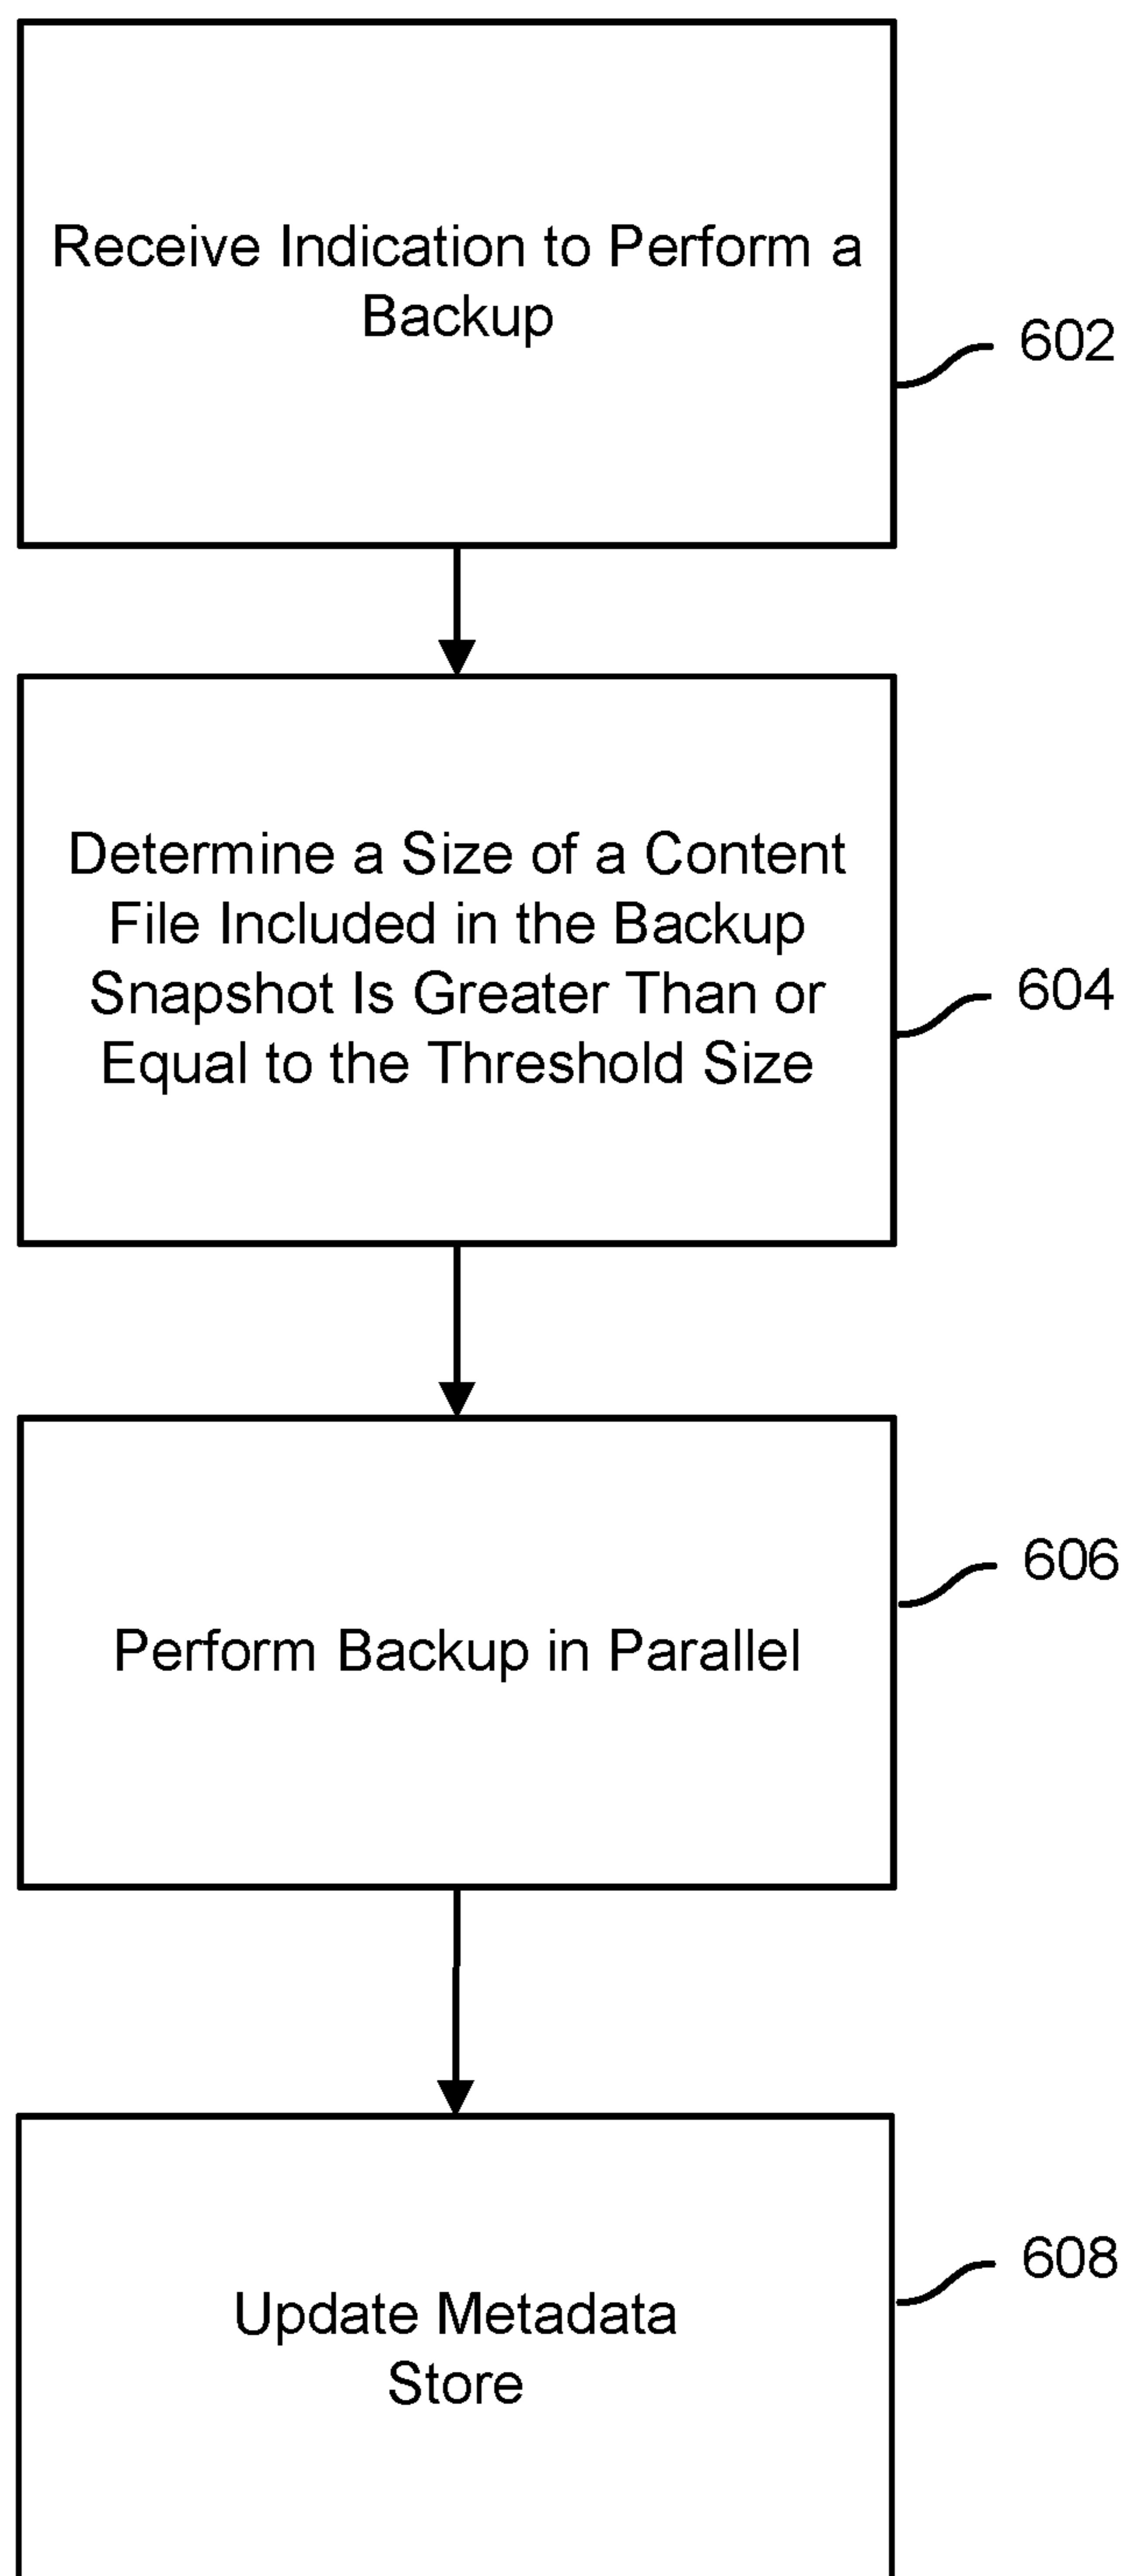 Receive Indication to Perform a
Backup
602
Determine a Size of a Content
File Included in the Backup
Snapshot Is Greater Than or
Equal to the Threshold Size
604
Perform Backup in Parallel
606
Update Metadata
Store
608